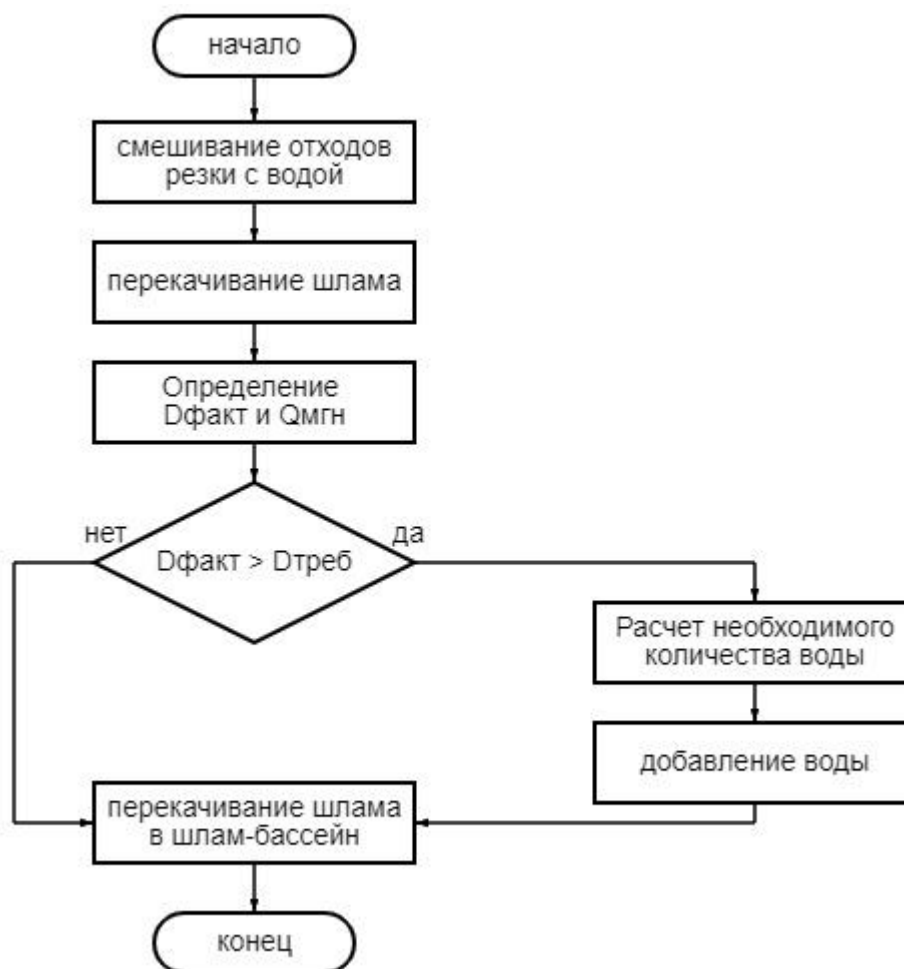 начало
смешивание отходов
резки с водой
перекачивание шлама
Определение
Dфакт и Qмгн
нет
да
Dфакт > Dтреб
Расчет необходимого
количества воды
добавление воды
перекачивание шлама
в шлам-бассейн
конец